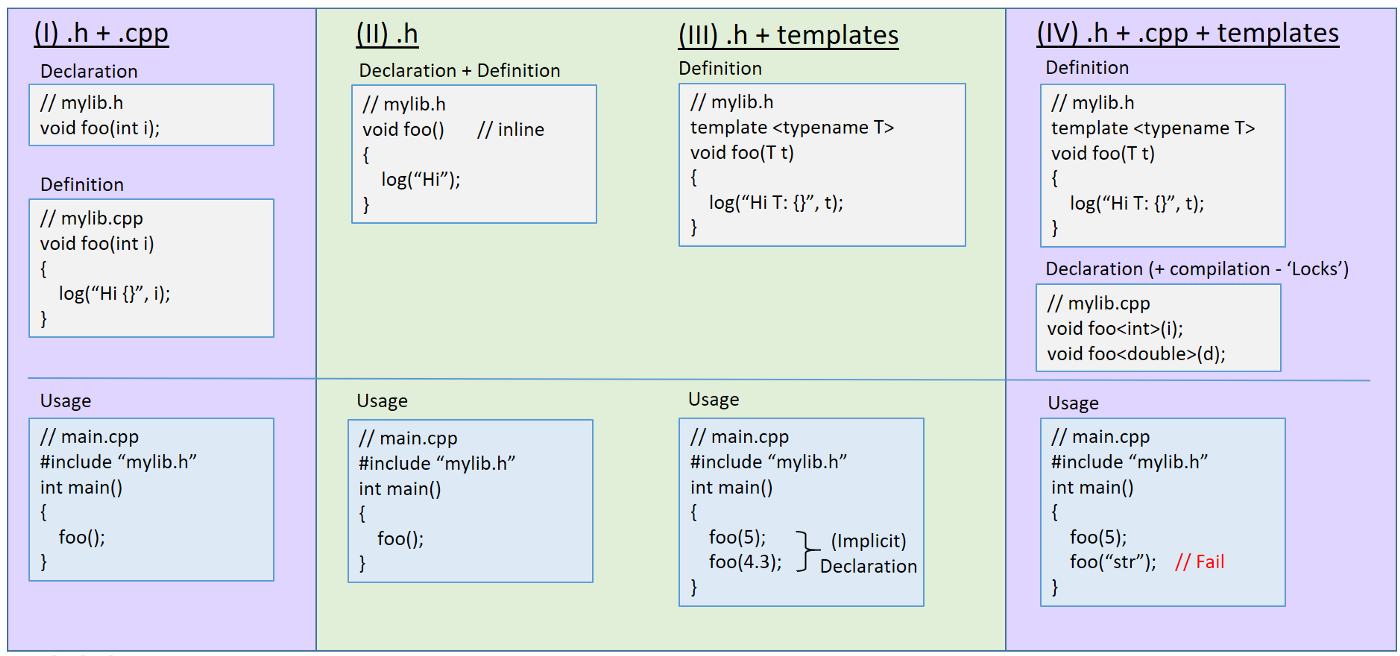 (I) .h + .cpp
Declaration
// mylib.h
void foo(int i);
Definition
// mylib.cpp
void foo(int i)
{
log(“Hi {}”, i);
}
Usage
// main.cpp
#include “mylib.h”
int main()
{
foo();
}
(II) .h
Declaration + Definition
// mylib.h
void foo() // inline
{
log(“Hi”);
}
Usage
// main.cpp
#include “mylib.h”
int main()
{
foo();
}
(III) .h + templates
Definition
// mylib.h
template <typename T>
void foo(T t)
{
log(“Hi T: {}”, t);
}
Usage
// main.cpp
#include “mylib.h”
int main()
{
foo(5);
foo(4.3);
}
(Implicit)
Declaration
(IV) .h + .cpp + templates
Definition
// mylib.h
template <typename T>
void foo(T t)
{
log(“Hi T: {}”, t);
}
Declaration (+ compilation - ‘Locks’)
// mylib.cpp
void foo<int>(i);
void foo<double>(d);
Usage
// main.cpp
#include “mylib.h”
int main()
{
foo(5);
foo(“str”); // Fail
}